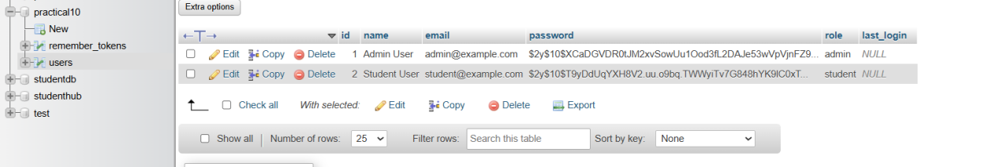 practical10
New
remember_tokens
users
studentdb
studenthub
test
Extra options
id name email password role last_login
Edit Copy Delete 1 Admin User admin@example.com $2y$10$XCaDGVDR0tJM2xvSowUu1Ood3fL2DAJe53wVpVjnFZ9... admin NULL
Edit Copy Delete 2 Student User student@example.com $2y$10$T9yDdUqYXH8V2.uu.o9bq.TWWyiTv7G848hYK9lC0xT... student NULL
Check all With selected: Edit Copy Delete Export
Show all Number of rows: 25 Filter rows: Search this table Sort by key: None